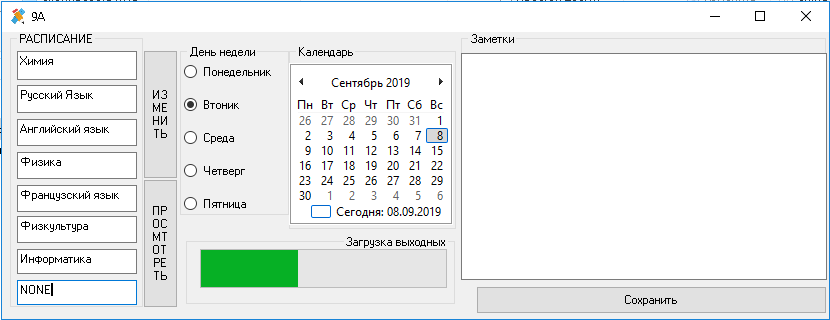 9А
РАСПИСАНИЕ
Химия
Русский Язык
Английский язык
Физика
Французский язык
Физкультура
Информатика
NONE
ИЗ
МЕ
НИ
ТЬ
ПР
ОС
МТ
ОТ
РЕ
ТЬ
День недели
Понедельник
Втоник
Среда
Четверг
Пятница
Календарь
Сентябрь 2019
Пн Вт Ср Чт Пт Сб Вс
26 27 28 29 30 31 1
2 3 4 5 6 7 8
9 10 11 12 13 14 15
16 17 18 19 20 21 22
23 24 25 26 27 28 29
30 1 2 3 4 5 6
Сегодня: 08.09.2019
Загрузка выходных
Заметки
Сохранить